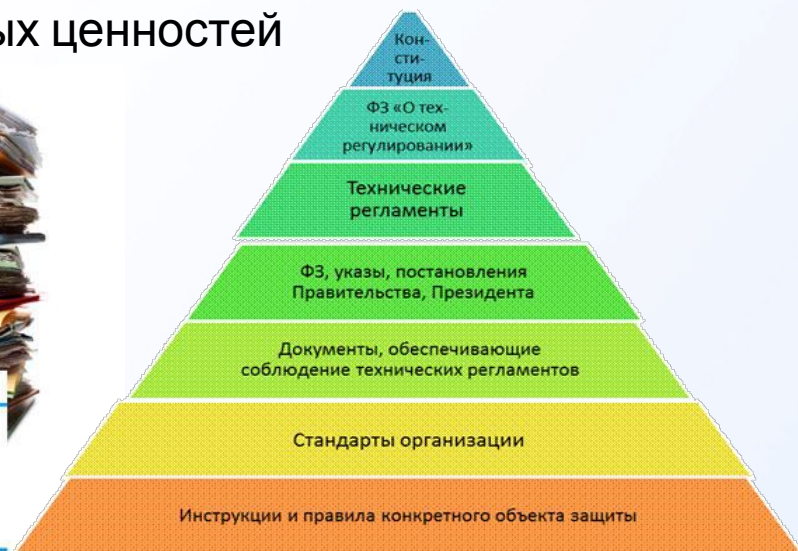 ых ценностей
Кон-
сти-
туция
ФЗ «О тех-
ническом
регулировании»
Технические
регламенты
ФЗ, указы, постановления
Правительства, Президента
Документы, обеспечивающие
соблюдение технических регламентов
Стандарты организации
Инструкции и правила конкретного объекта защиты